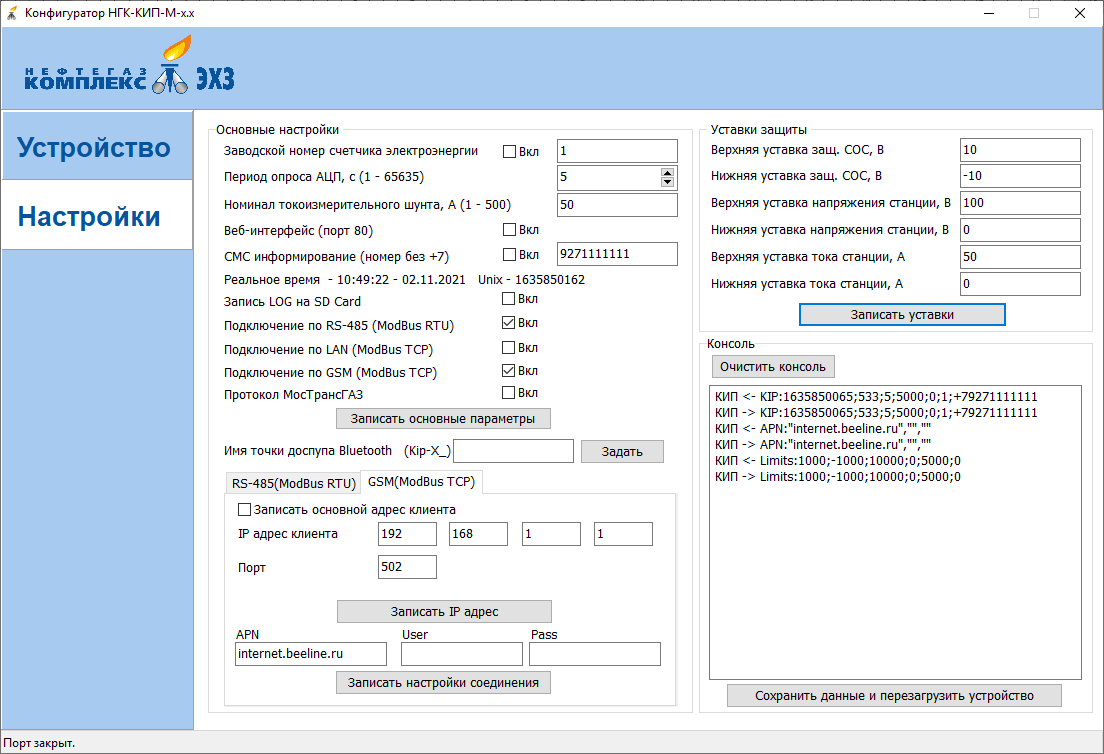 Конфигуратор НГК-КИП-М-х.х
НЕФТЕГАЗ
КОМПЛЕКС
ЭХЗ
Устройство
Настройки
Основные настройки
Заводской номер счетчика электроэнергии Вкл 1
Период опроса АЦП, с (1 - 65635) 5
Номинал токоизмерительного шунта, А (1 - 500) 50
Веб-интерфейс (порт 80) Вкл
СМС информирование (номер без +7) Вкл 9271111111
Реальное время - 10:49:22 - 02.11.2021 Unix - 1635850162
Запись LOG на SD Card Вкл
Подключение по RS-485 (ModBus RTU) Вкл
Подключение по LAN (ModBus TCP) Вкл
Подключение по GSM (ModBus TCP) Вкл
Протокол МосТрансГАЗ Вкл
Записать основные параметры
Имя точки доспупа Bluetooth (Kip-X_) Задать
RS-485(ModBus RTU) GSM(ModBus TCP)
Записать основной адрес клиента
IP адрес клиента 192 168 1 1
Порт 502
Записать IP адрес
APN User Pass
internet.beeline.ru
Записать настройки соединения
Уставки защиты
Верхняя уставка защ. СОС, В 10
Нижняя уставка защ. СОС, В -10
Верхняя уставка напряжения станции, В 100
Нижняя уставка напряжения станции, В 0
Верхняя уставка тока станции, А 50
Нижняя уставка тока станции, А 0
Записать уставки
Консоль
Очистить консоль
КИП <- KIP:1635850065;533;5;5000;0;1;+79271111111
КИП -> KIP:1635850065;533;5;5000;0;1;+79271111111
КИП <- APN:"internet.beeline.ru","",""
КИП -> APN:"internet.beeline.ru","",""
КИП <- Limits:1000;-1000;10000;0;5000;0
КИП -> Limits:1000;-1000;10000;0;5000;0
Сохранить данные и перезагрузить устройство
Порт закрыт.